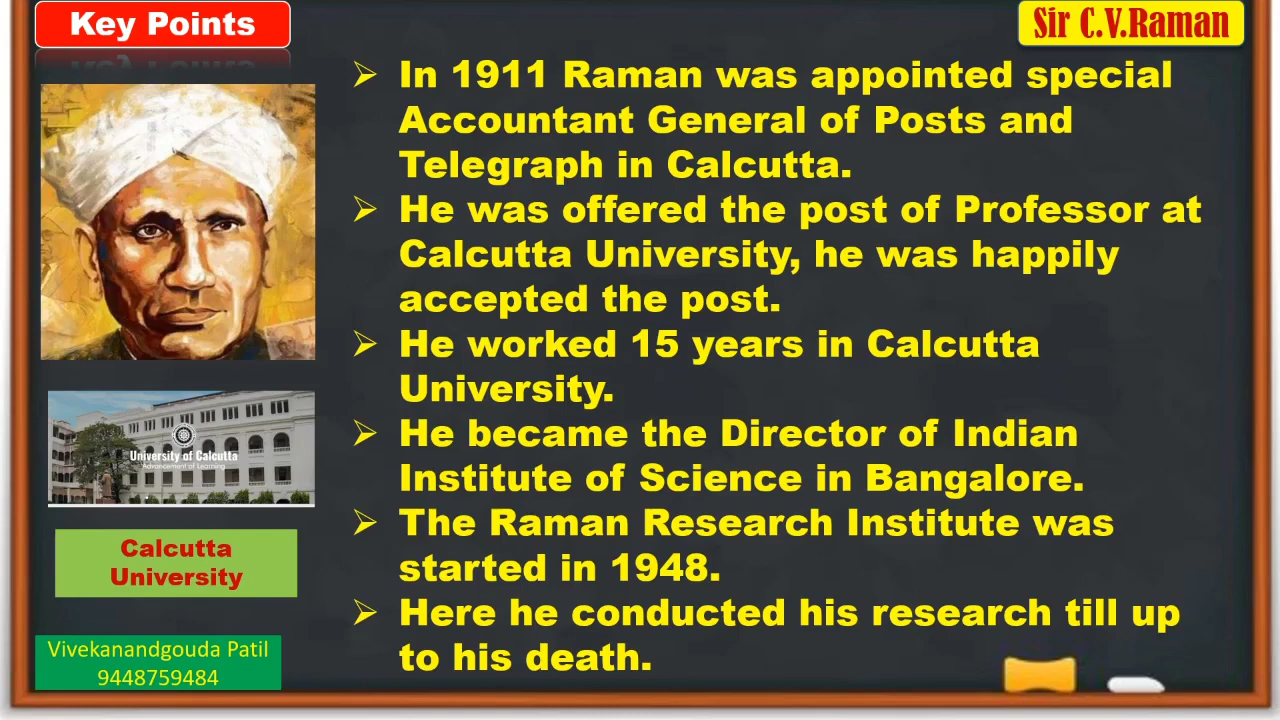 Key Points
Sir C.V.Raman
➢ In 1911 Raman was appointed special
Accountant General of Posts and
Telegraph in Calcutta.
➢ He was offered the post of Professor at
Calcutta University, he was happily
accepted the post.
➢ He worked 15 years in Calcutta
University.
➢ He became the Director of Indian
Institute of Science in Bangalore.
➢ The Raman Research Institute was
started in 1948.
➢ Here he conducted his research till up
to his death.
University of Calcutta
Advancement of Learning
Calcutta
University
Vivekanandgouda Patil
9448759484